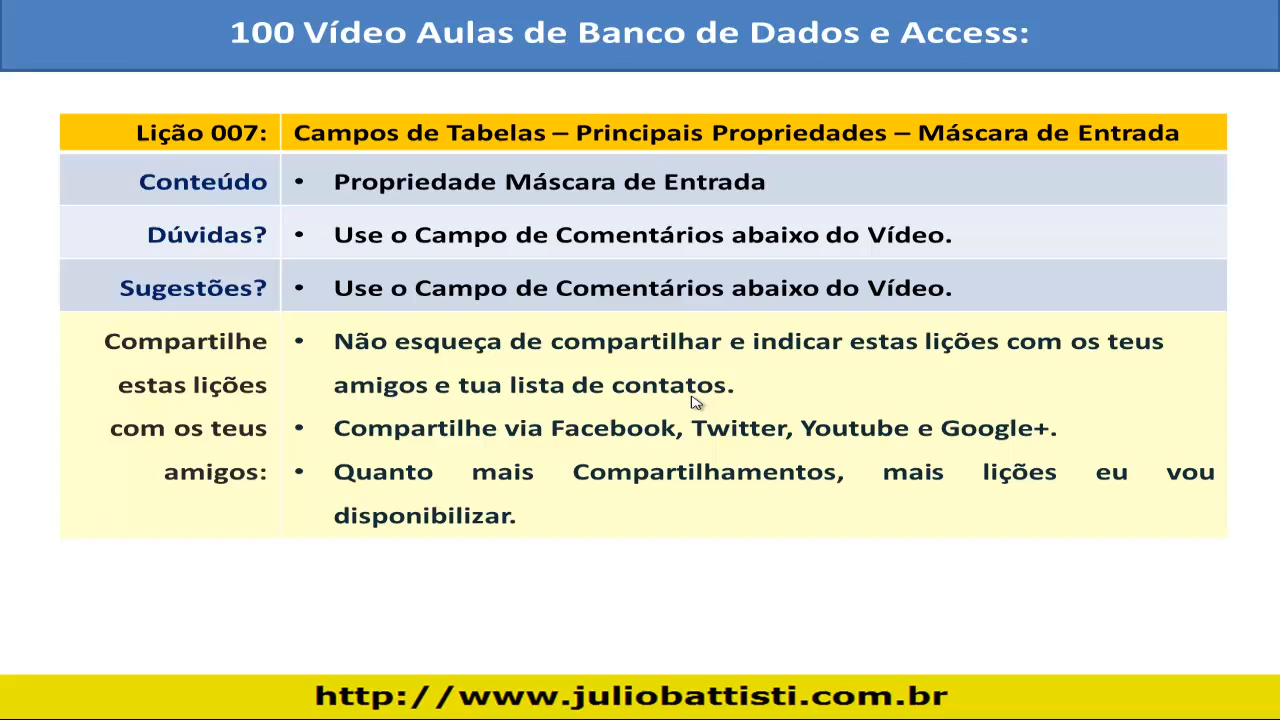 100 Vídeo Aulas de Banco de Dados e Access:
Lição 007: Campos de Tabelas – Principais Propriedades – Máscara de Entrada
Conteúdo • Propriedade Máscara de Entrada
Dúvidas? • Use o Campo de Comentários abaixo do Vídeo.
Sugestões? • Use o Campo de Comentários abaixo do Vídeo.
Compartilhe • Não esqueça de compartilhar e indicar estas lições com os teus
estas lições amigos e tua lista de contatos.
com os teus • Compartilhe via Facebook, Twitter, Youtube e Google+.
amigos: • Quanto mais Compartilhamentos, mais lições eu vou
disponibilizar.
http://www.juliobattisti.com.br